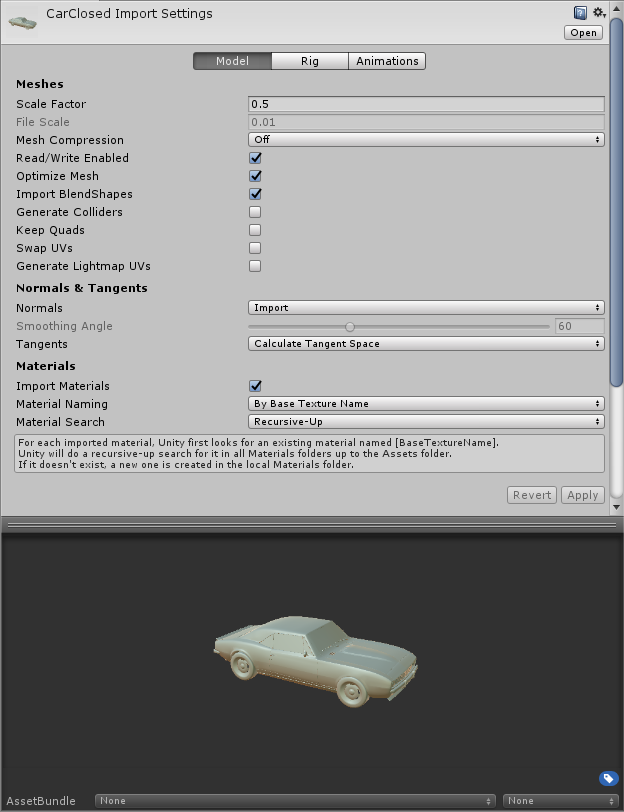 CarClosed Import Settings
Open
Model Rig Animations
Meshes
Scale Factor 0.5
File Scale 0.01
Mesh Compression Off
Read/Write Enabled
Optimize Mesh
Import BlendShapes
Generate Colliders
Keep Quads
Swap UVs
Generate Lightmap UVs
Normals & Tangents
Normals Import
Smoothing Angle 60
Tangents Calculate Tangent Space
Materials
Import Materials
Material Naming By Base Texture Name
Material Search Recursive-Up
For each imported material, Unity first looks for an existing material named [BaseTextureName].
Unity will do a recursive-up search for it in all Materials folders up to the Assets folder.
If it doesn't exist, a new one is created in the local Materials folder.
Revert Apply
AssetBundle None None